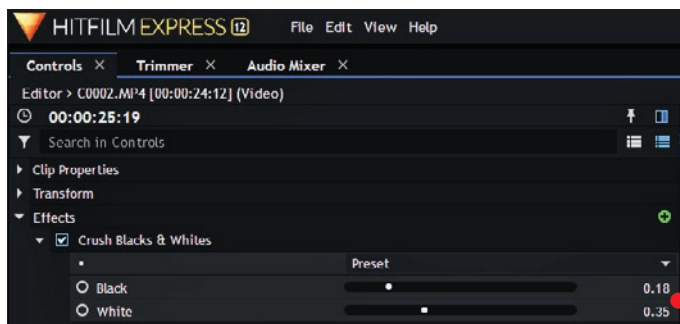 HITFILM EXPRESS 12 File Edit View Help
Controls × Trimmer × Audio Mixer ×
Editor > C0002.MP4 [00:00:24:12] (Video)
00:00:25:19
Search in Controls
Clip Properties
Transform
Effects
Crush Blacks & Whites
Preset
Black 0.18
White 0.35